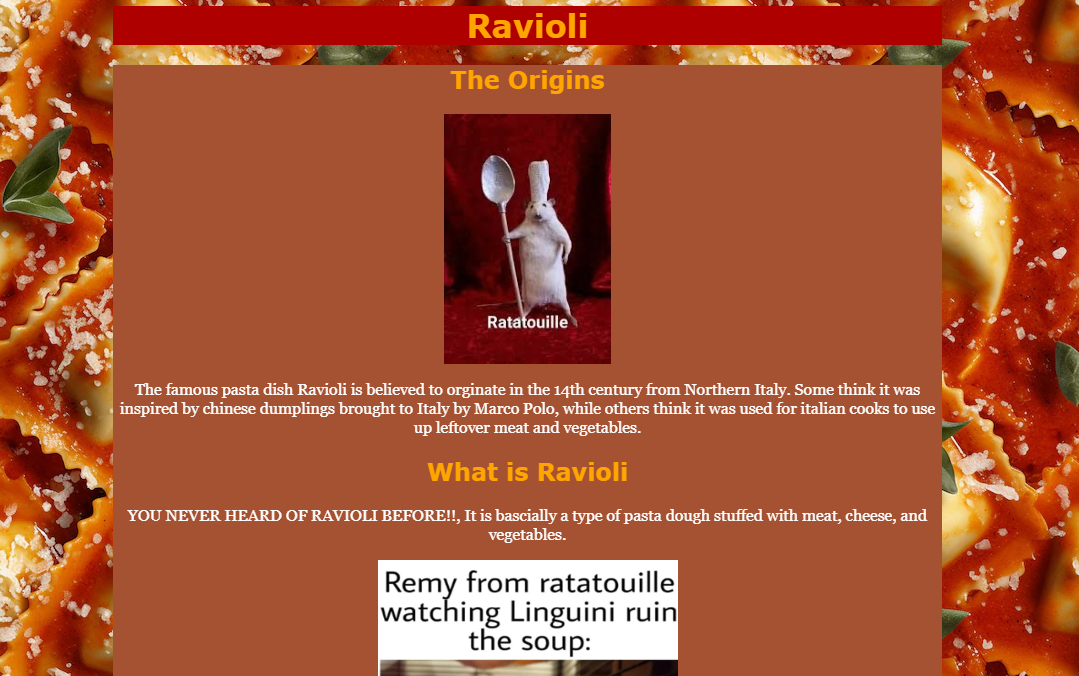 Ravioli
The Origins
Ratatouille
The famous pasta dish Ravioli is believed to orginate in the 14th century from Northern Italy. Some think it was
inspired by chinese dumplings brought to Italy by Marco Polo, while others think it was used for italian cooks to use
up leftover meat and vegetables.
What is Ravioli
YOU NEVER HEARD OF RAVIOLI BEFORE!!, It is bascially a type of pasta dough stuffed with meat, cheese, and
vegetables.
Remy from ratatouille
watching Linguini ruin
the soup: